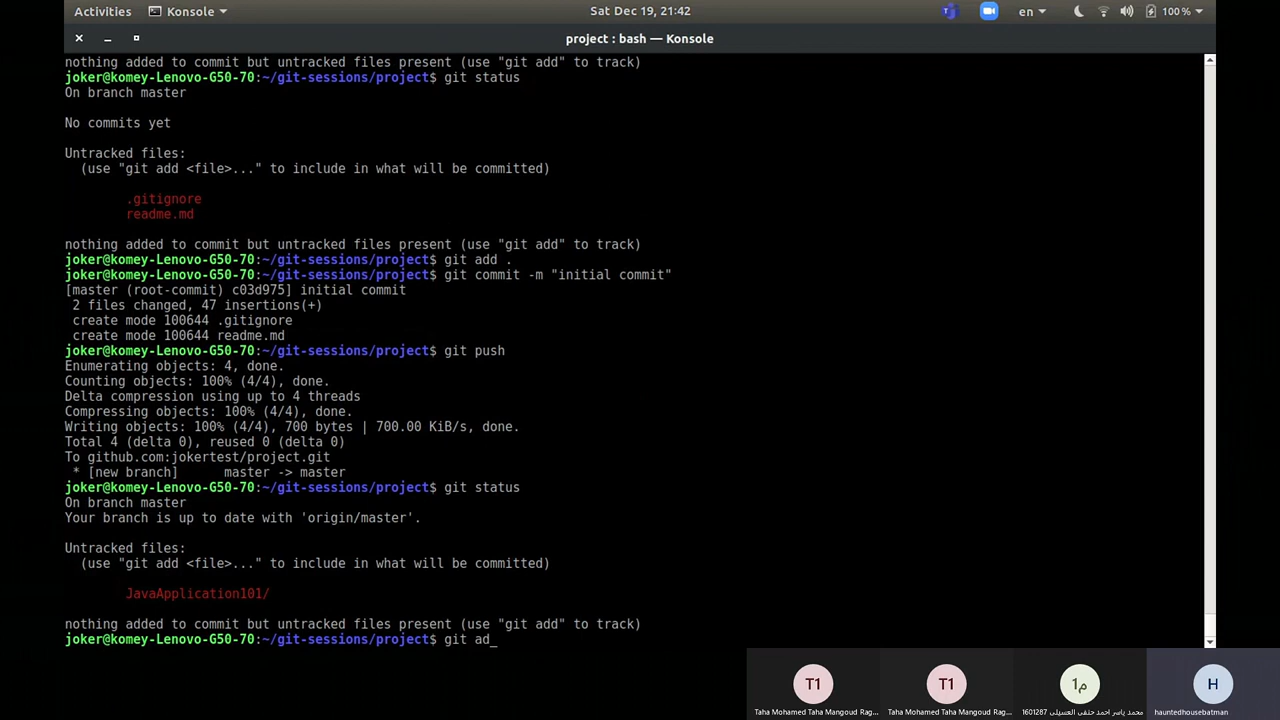 Activities Konsole Sat Dec 19, 21:42 en 100 %
project : bash — Konsole
nothing added to commit but untracked files present (use "git add" to track)
joker@komey-Lenovo-G50-70:~/git-sessions/project$ git status
On branch master
No commits yet
Untracked files:
(use "git add <file>..." to include in what will be committed)
.gitignore
readme.md
nothing added to commit but untracked files present (use "git add" to track)
joker@komey-Lenovo-G50-70:~/git-sessions/project$ git add .
joker@komey-Lenovo-G50-70:~/git-sessions/project$ git commit -m "initial commit"
[master (root-commit) c03d975] initial commit
2 files changed, 47 insertions(+)
create mode 100644 .gitignore
create mode 100644 readme.md
joker@komey-Lenovo-G50-70:~/git-sessions/project$ git push
Enumerating objects: 4, done.
Counting objects: 100% (4/4), done.
Delta compression using up to 4 threads
Compressing objects: 100% (4/4), done.
Writing objects: 100% (4/4), 700 bytes | 700.00 KiB/s, done.
Total 4 (delta 0), reused 0 (delta 0)
To github.com:jokertest/project.git
* [new branch] master -> master
joker@komey-Lenovo-G50-70:~/git-sessions/project$ git status
On branch master
Your branch is up to date with 'origin/master'.
Untracked files:
(use "git add <file>..." to include in what will be committed)
JavaApplication101/
nothing added to commit but untracked files present (use "git add" to track)
joker@komey-Lenovo-G50-70:~/git-sessions/project$ git ad_
T1 T1 م1 H
Taha Mohamed Taha Mangoud Rag... Taha Mohamed Taha Mangoud Rag... محمد ياسر احمد حنفى العسيلى 1601287 hauntedhousebatman